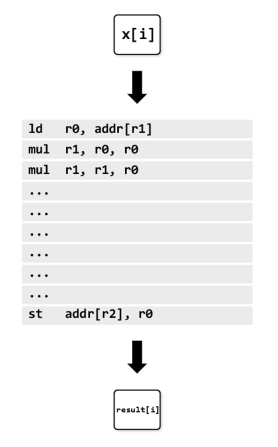 x[i]
ld r0, addr[r1]
mul r1, r0, r0
mul r1, r1, r0
...
...
...
...
...
...
st addr[r2], r0
result[i]